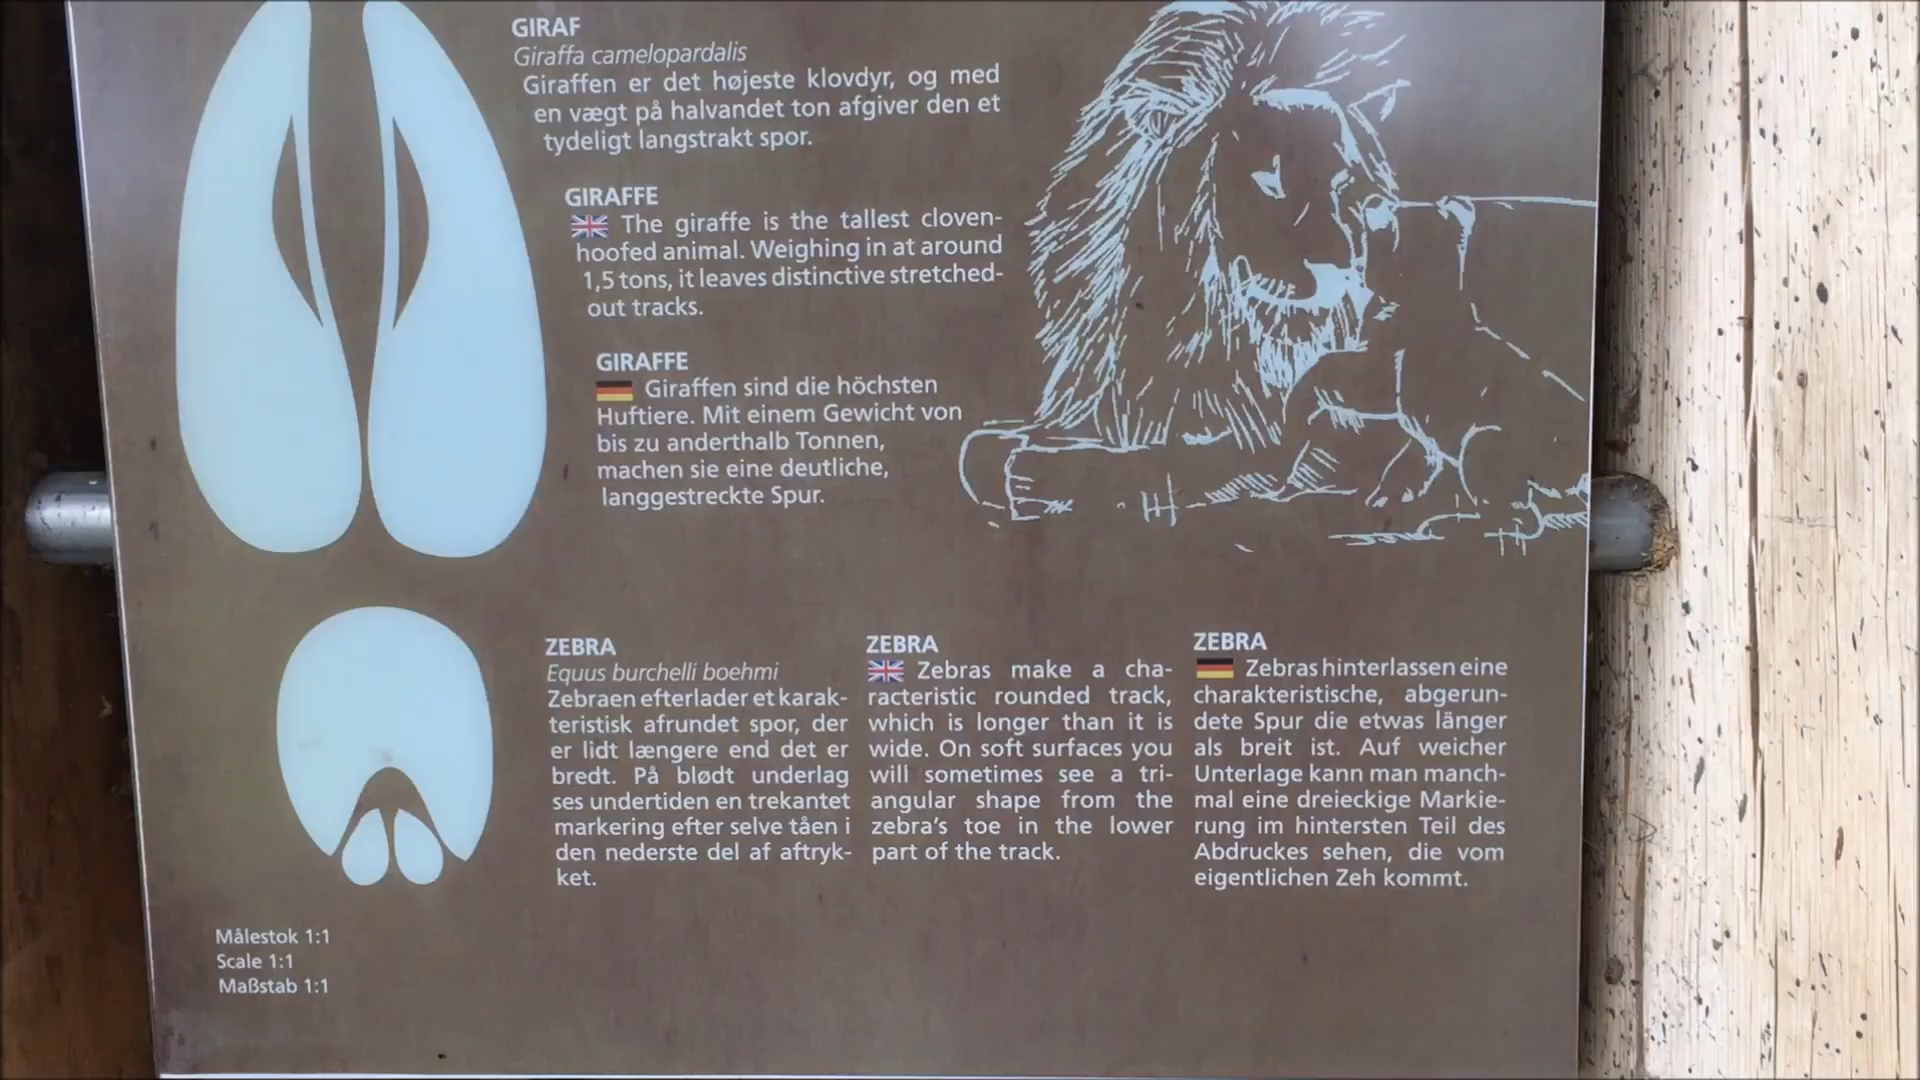 GIRAF
Giraffa camelopardalis
Giraffen er det højeste klovdyr, og med
en vægt på halvandet ton afgiver den et
tydeligt langstrakt spor.
GIRAFFE
The giraffe is the tallest cloven-
hoofed animal. Weighing in at around
1,5 tons, it leaves distinctive stretched-
out tracks.
GIRAFFE
Giraffen sind die höchsten
Huftiere. Mit einem Gewicht von
bis zu anderthalb Tonnen,
machen sie eine deutliche,
langgestreckte Spur.
ZEBRA
Equus burchelli boehmi
Zebraen efterlader et karak-
teristisk afrundet spor, der
er lidt længere end det er
bredt. På blødt underlag
ses undertiden en trekantet
markering efter selve tåen i
den nederste del af aftryk-
ket.
ZEBRA
Zebras make a cha-
racteristic rounded track,
which is longer than it is
wide. On soft surfaces you
will sometimes see a tri-
angular shape from the
zebra's toe in the lower
part of the track.
ZEBRA
Zebras hinterlassen eine
charakteristische, abgerun-
dete Spur die etwas länger
als breit ist. Auf weicher
Unterlage kann man manch-
mal eine dreieckige Markie-
rung im hintersten Teil des
Abdruckes sehen, die vom
eigentlichen Zeh kommt.
Målestok 1:1
Scale 1:1
Maßstab 1:1